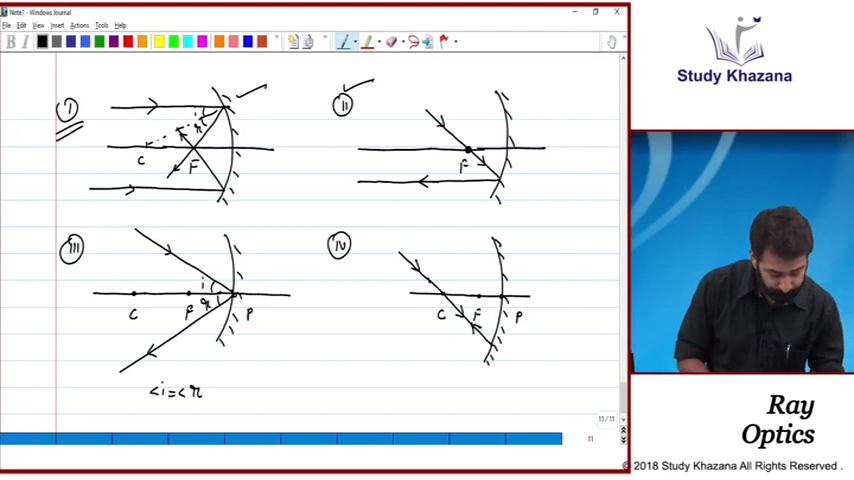 Note1 - Windows Journal
File Edit View Insert Actions Tools Help
B I
Study Khazana
I
i
r
C
F
II
F
III
i
r
C F P
IV
C F P
<i=<r
11 / 11
11
Ray
Optics
© 2018 Study Khazana All Rights Reserved .